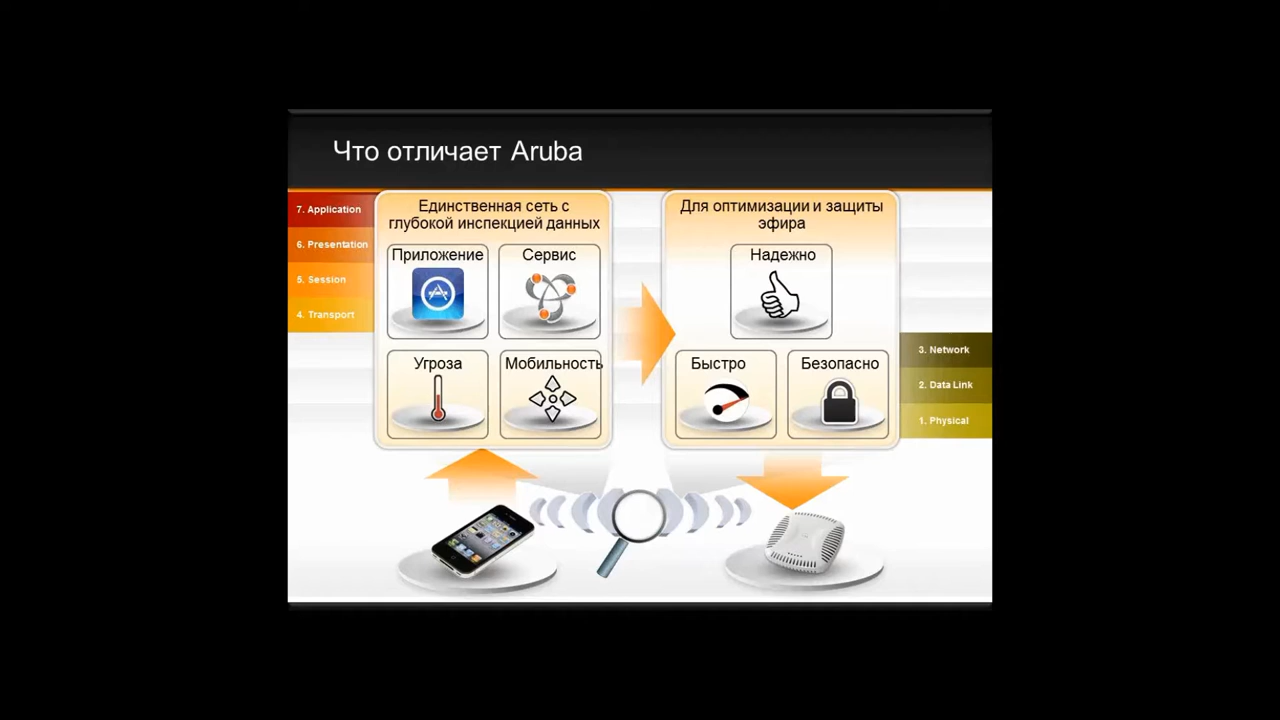 Что отличает Aruba
7. Application
6. Presentation
5. Session
4. Transport
Единственная сеть с
глубокой инспекцией данных
Приложение
Сервис
Угроза
Мобильность
Для оптимизации и защиты
эфира
Надежно
Быстро
Безопасно
3. Network
2. Data Link
1. Physical